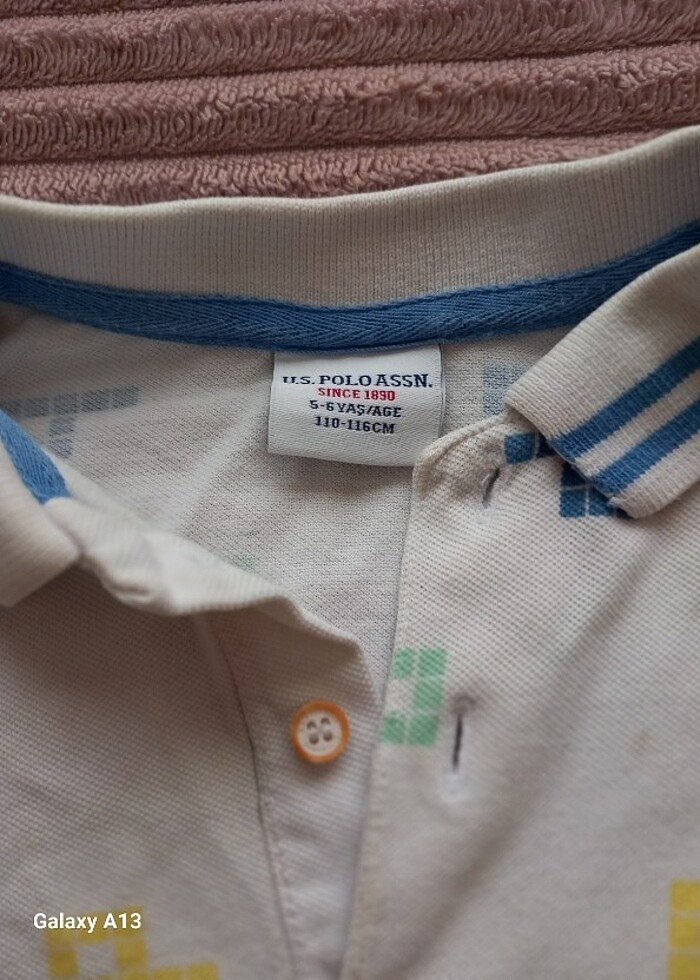 U.S. POLO ASSN.
SINCE 1890
5-6 YAŞ/AGE
110-116CM
Galaxy A13